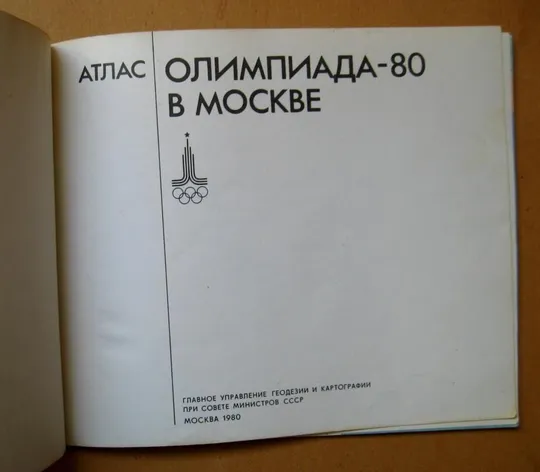 АТЛАС
ОЛИМПИАДА-80
В МОСКВЕ
ГЛАВНОЕ УПРАВЛЕНИЕ ГЕОДЕЗИИ И КАРТОГРАФИИ
ПРИ СОВЕТЕ МИНИСТРОВ СССР
МОСКВА 1980